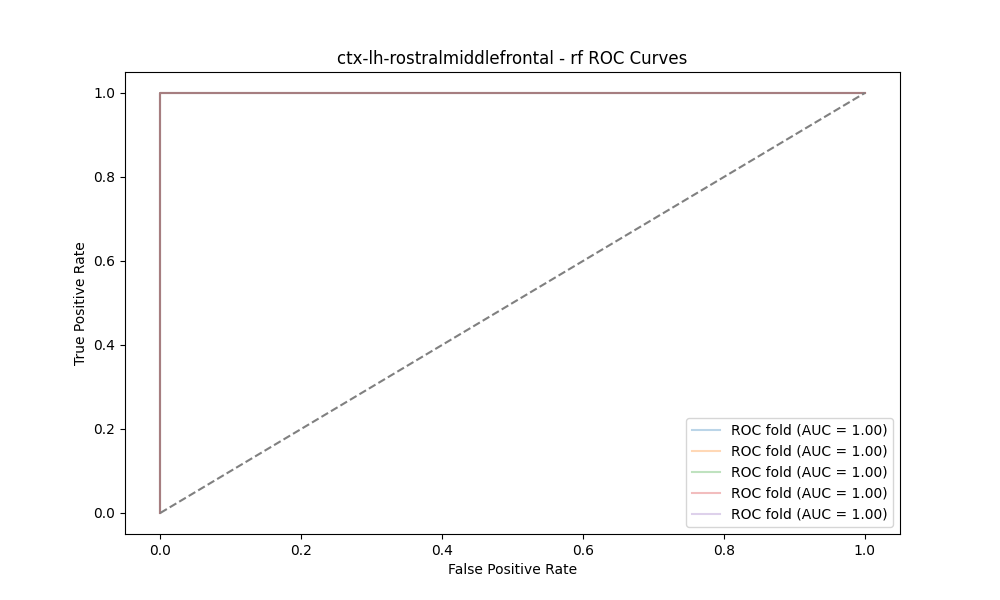 ctx-lh-rostralmiddlefrontal - rf ROC Curves
True Positive Rate
1.0
0.8
0.6
0.4
0.2
0.0
ROC fold (AUC = 1.00)
ROC fold (AUC = 1.00)
ROC fold (AUC = 1.00)
ROC fold (AUC = 1.00)
ROC fold (AUC = 1.00)
0.0 0.2 0.4 0.6 0.8 1.0
False Positive Rate